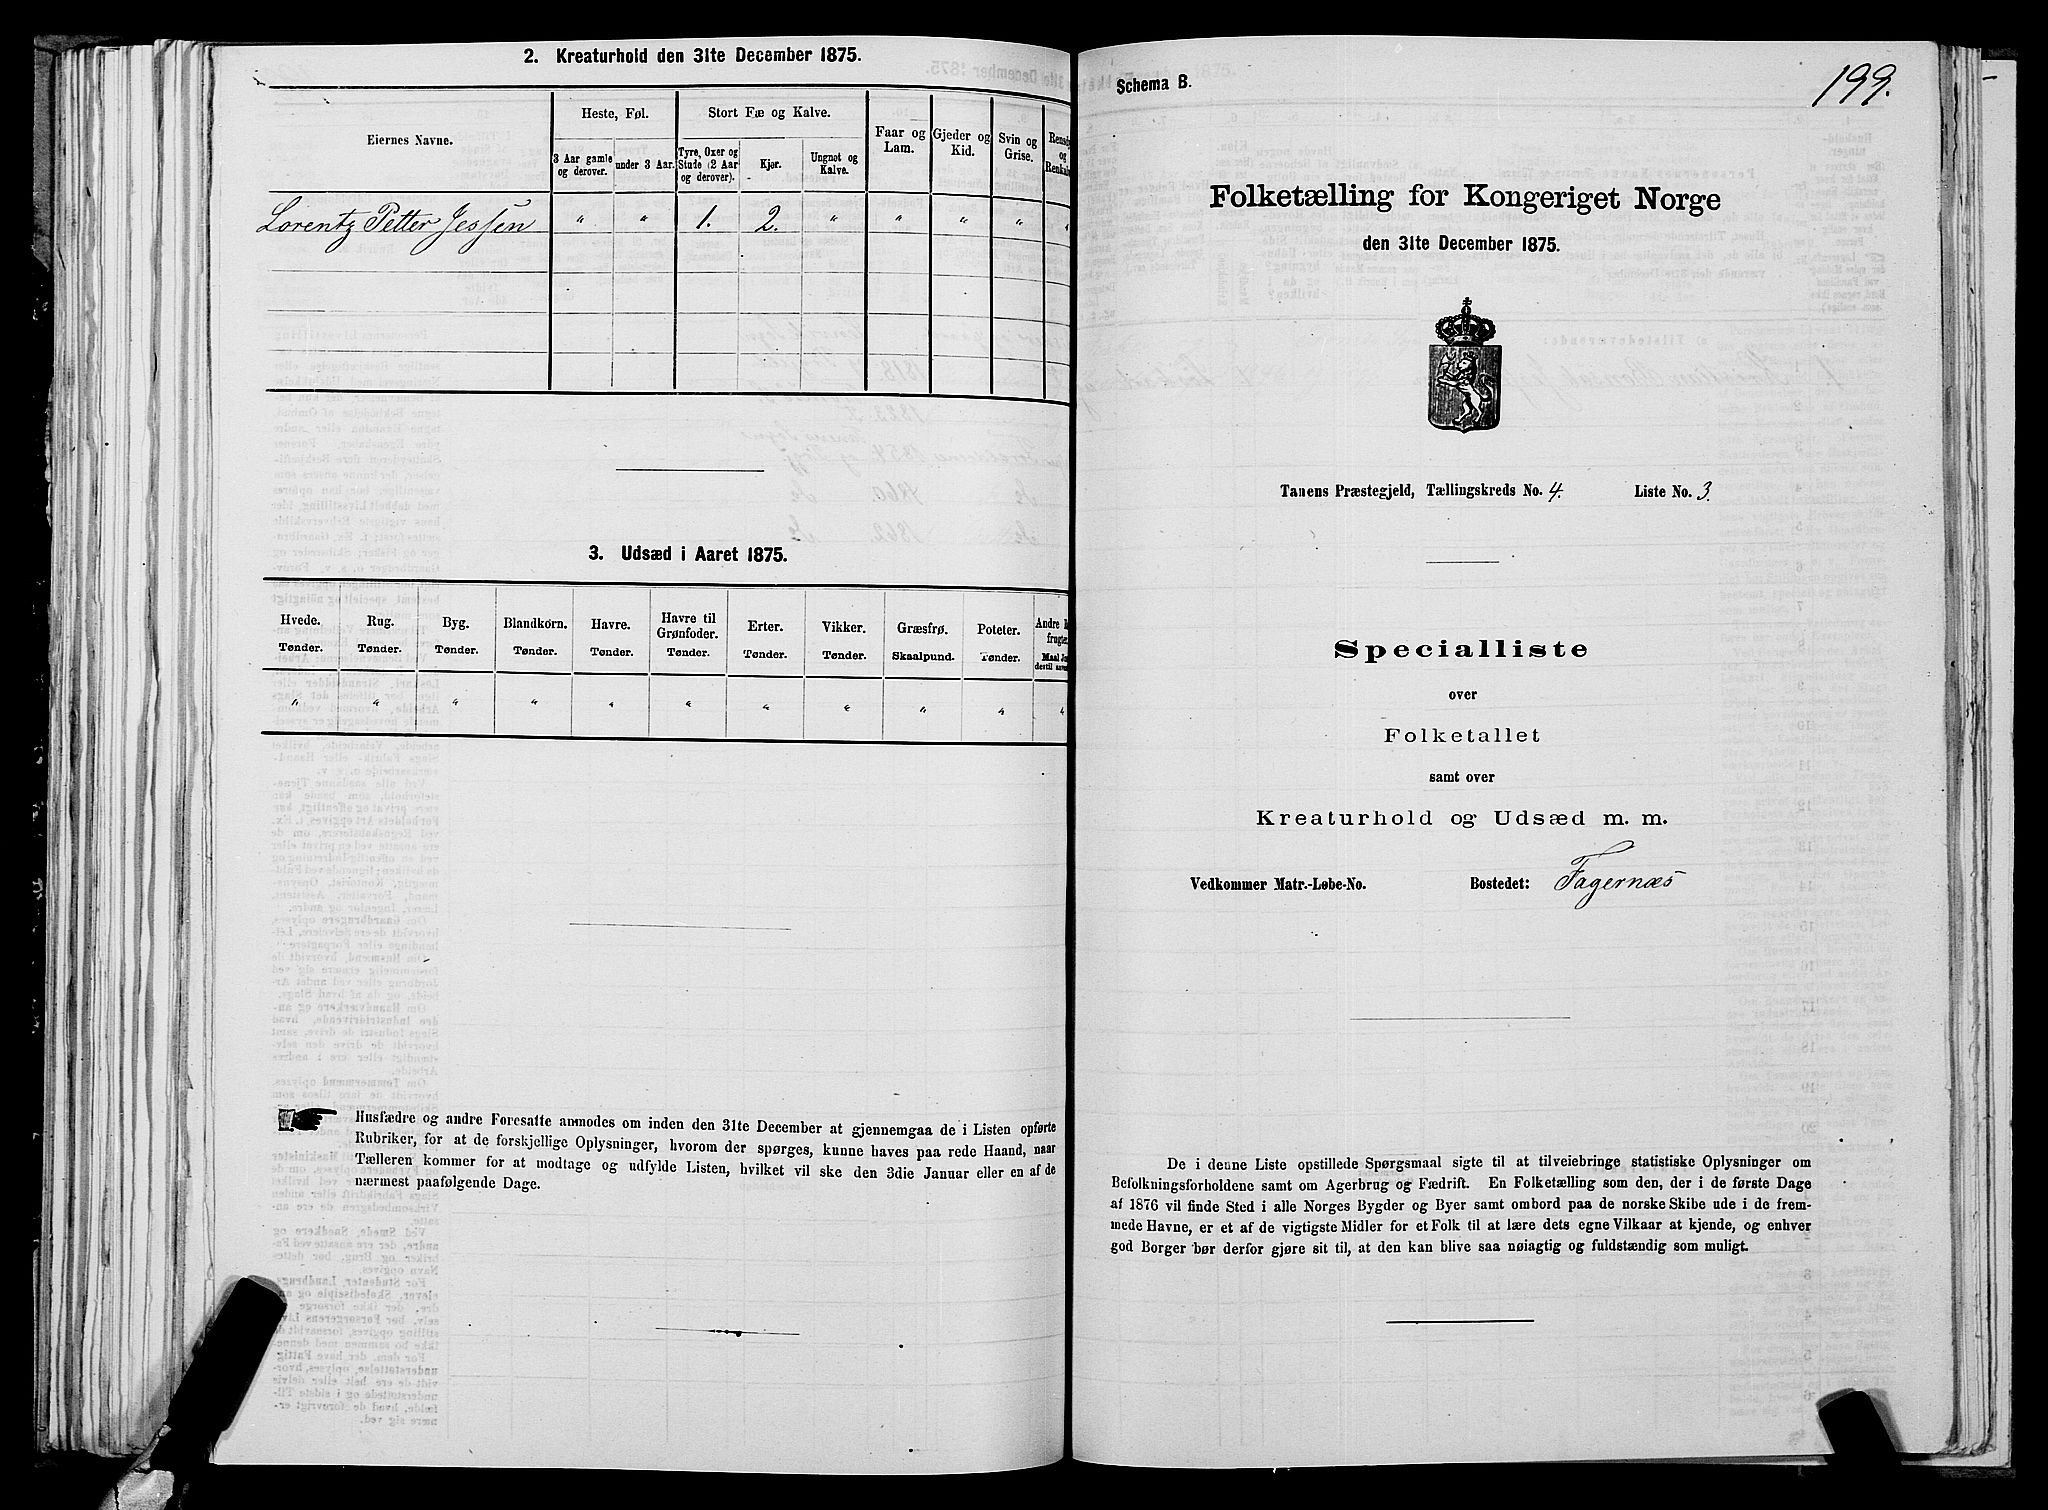 2. Kreaturhold den 31te December 1875.
Eiernes Navne.
Heste, Føl.
Stort Fæ og Kalve.
Faar og Lam.
Gjeder og Kid.
Svin og Grise.
og
3 Aar gamle og derover.
under 3 Aar.
Tyre, Oxer og Stude (2 Aar og derover).
Kjør.
Ungnøt og Kalve.
Lorentz Petter Jessen " " 1. 2. " " " " "
3. Udsæd i Aaret 1875.
Hvede. Tønder.
Rug. Tønder.
Byg. Tønder.
Blandkorn. Tønder.
Havre. Tønder.
Havre til Grønfoder. Tønder.
Erter. Tønder.
Vikker. Tønder.
Græsfrø. Skaalpund.
Poteter. Tønder.
Andre
" " " " " " " " " " "
Husfædre og andre Foresatte anmodes om inden den 31te December at gjennemgaa de i Listen opførte
Rubriker, for at de forskjellige Oplysninger, hvorom der spørges, kunne haves paa rede Haand, naar
Tælleren kommer for at modtage og udfylde Listen, hvilket vil ske den 3die Januar eller en af de
nærmest paafølgende Dage.
Schema B.
199.
Folketælling for Kongeriget Norge
den 31te December 1875.
Tanens Præstegjeld, Tællingskreds No. 4. Liste No. 3.
Specialliste
over
Folketallet
samt over
Kreaturhold og Udsæd m. m.
Vedkommer Matr.-Løbe-No. Bostedet: Fagernæs
De i denne Liste opstillede Spørgsmaal sigte til at tilveiebringe statistiske Oplysninger om
Befolkningsforholdene samt om Agerbrug og Fædrift. En Folketælling som den, der i de første Dage
af 1876 vil finde Sted i alle Norges Bygder og Byer samt ombord paa de norske Skibe ude i de frem-
mede Havne, er et af de vigtigste Midler for et Folk til at lære dets egne Vilkaar at kjende, og enhver
god Borger bør derfor gjøre sit til, at den kan blive saa nøiagtig og fuldstændig som muligt.